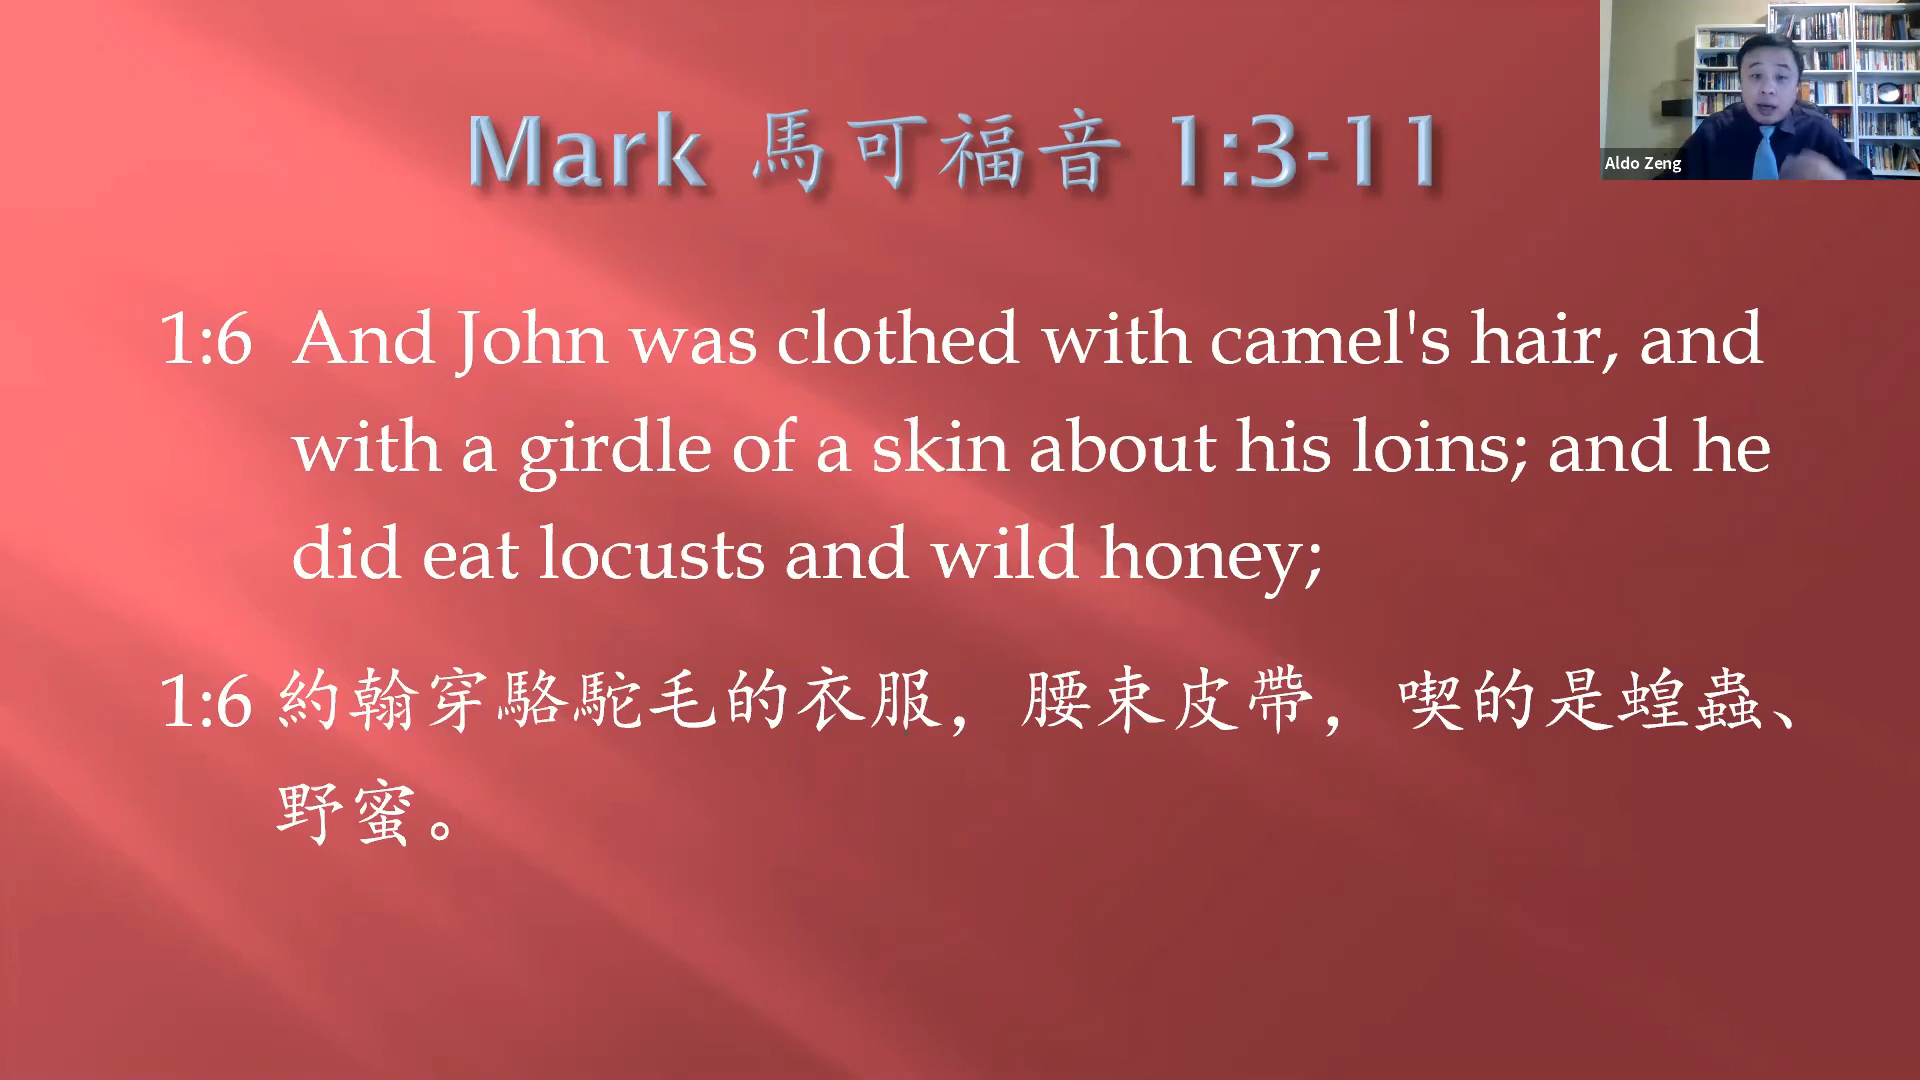 Mark 馬可福音 1:3-11
Aldo Zeng
1:6 And John was clothed with camel's hair, and
with a girdle of a skin about his loins; and he
did eat locusts and wild honey;
1:6 約翰穿駱駝毛的衣服，腰束皮帶，喫的是蝗蟲、
野蜜。